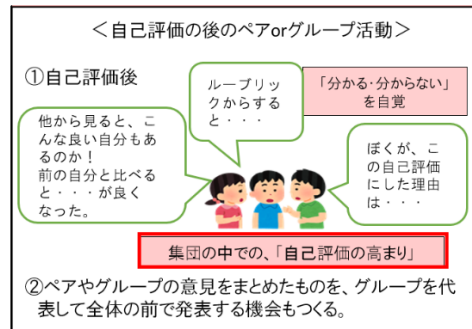 ＜自己評価の後のペアorグループ活動＞
①自己評価後
ルーブリッ
クからする
と・・・
「分かる・分からない」
を自覚
他から見ると、こ
んな良い自分もあ
るのか！
前の自分と比べる
と・・・が良く
なった。
ぼくが、こ
の自己評価
にした理由
は・・・
集団の中での、「自己評価の高まり」
②ペアやグループの意見をまとめたものを、グループを代
表して全体の前で発表する機会もつくる。